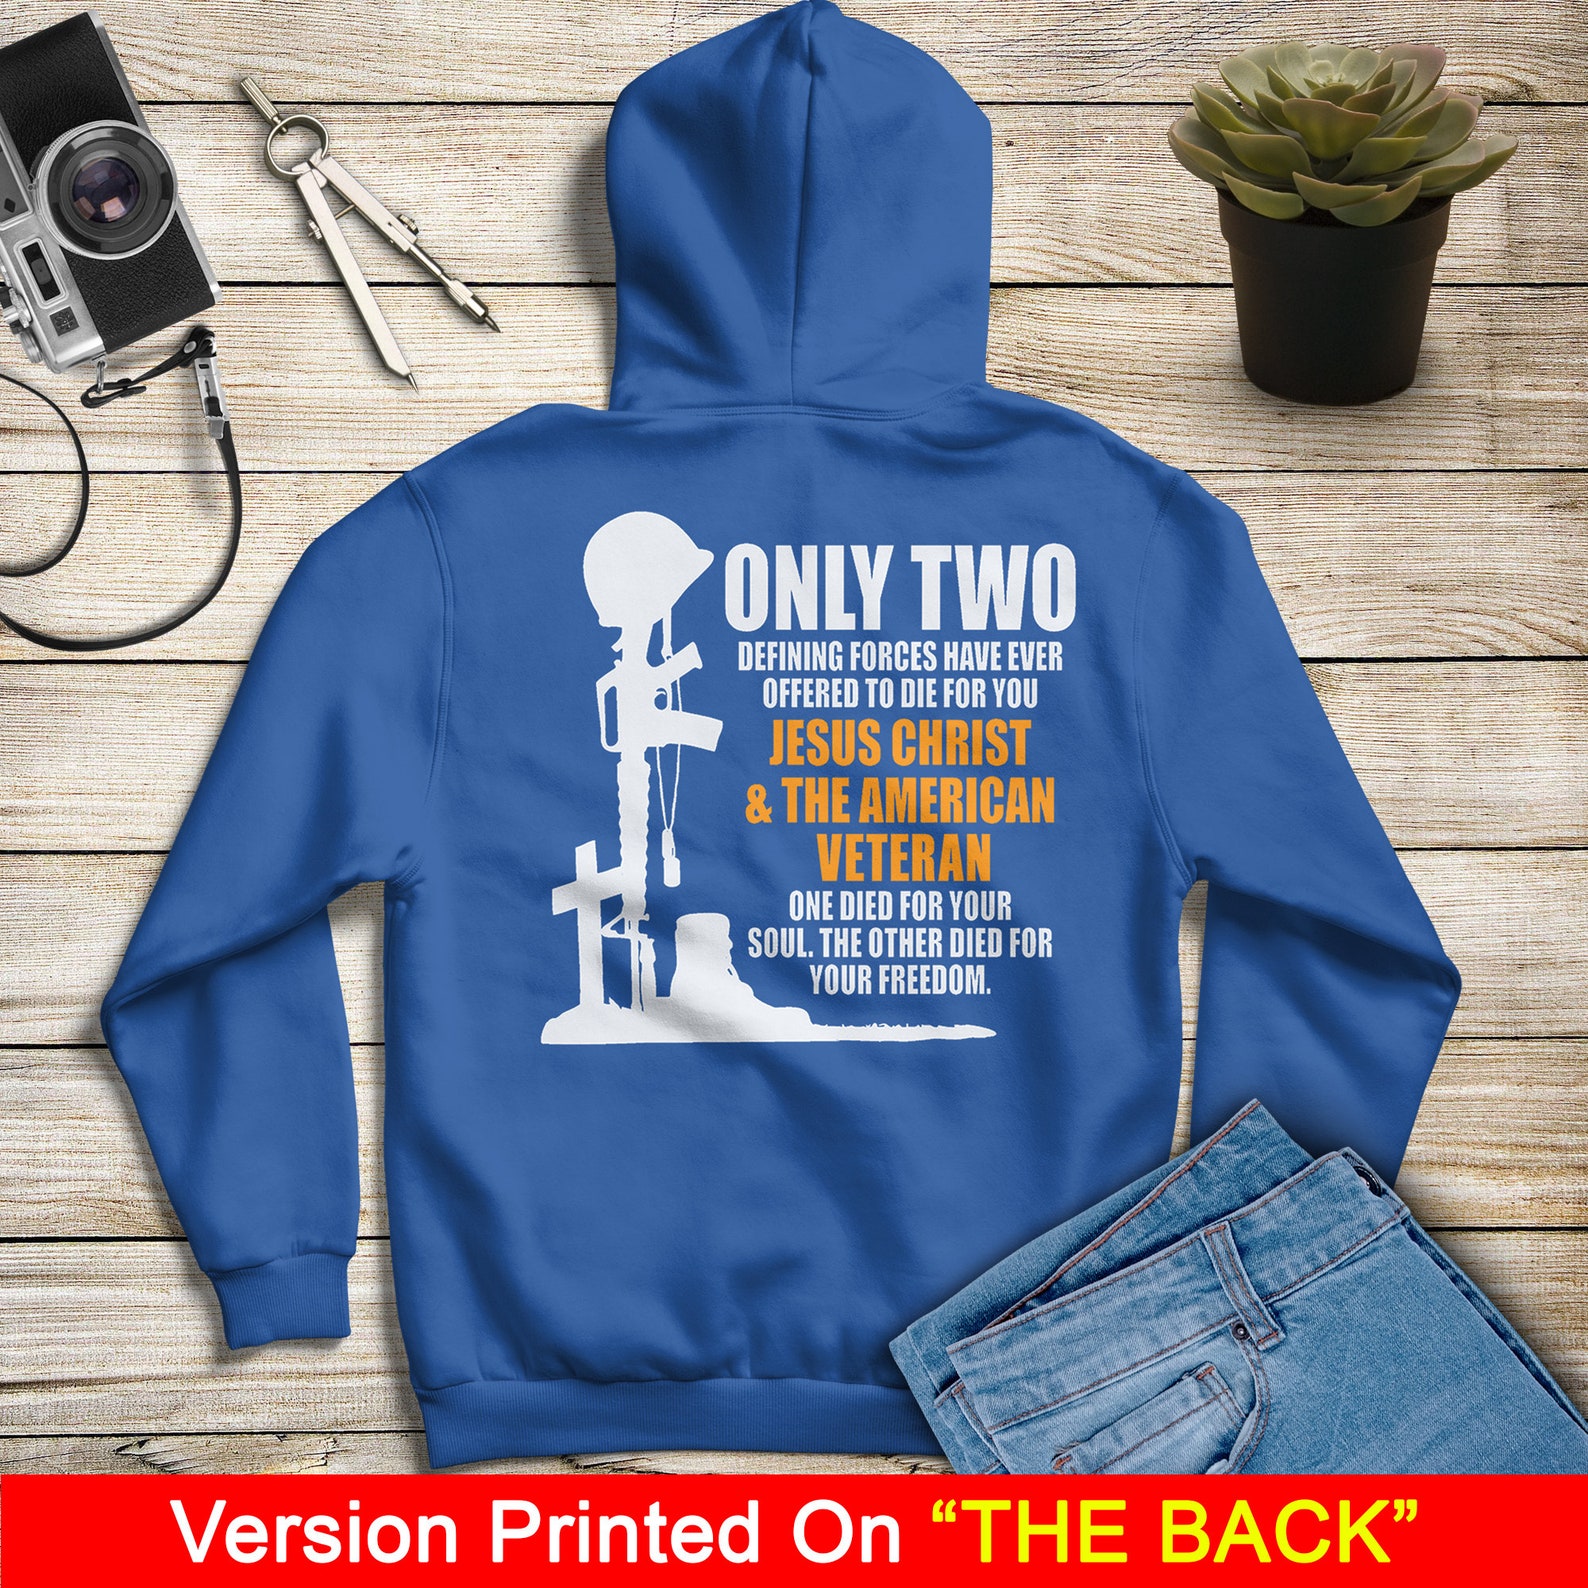 ONLY TWO
DEFINING FORCES HAVE EVER
OFFERED TO DIE FOR YOU
JESUS CHRIST
& THE AMERICAN
VETERAN
ONE DIED FOR YOUR
SOUL. THE OTHER DIED FOR
YOUR FREEDOM.
Version Printed On “THE BACK”